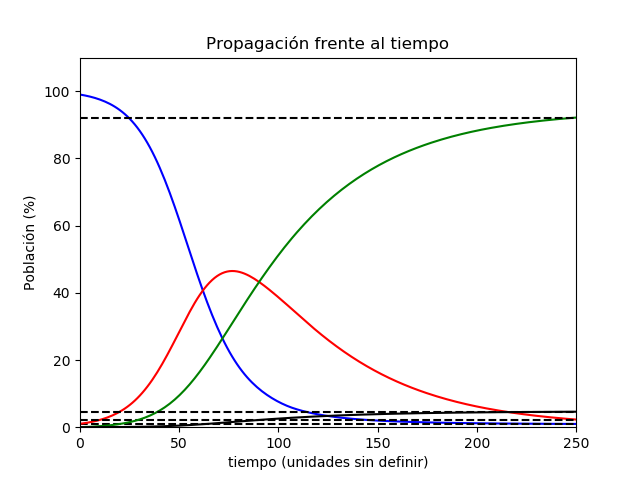 Propagación frente al tiempo
100
80
60
40
20
0
Población (%)
0 50 100 150 200 250
tiempo (unidades sin definir)